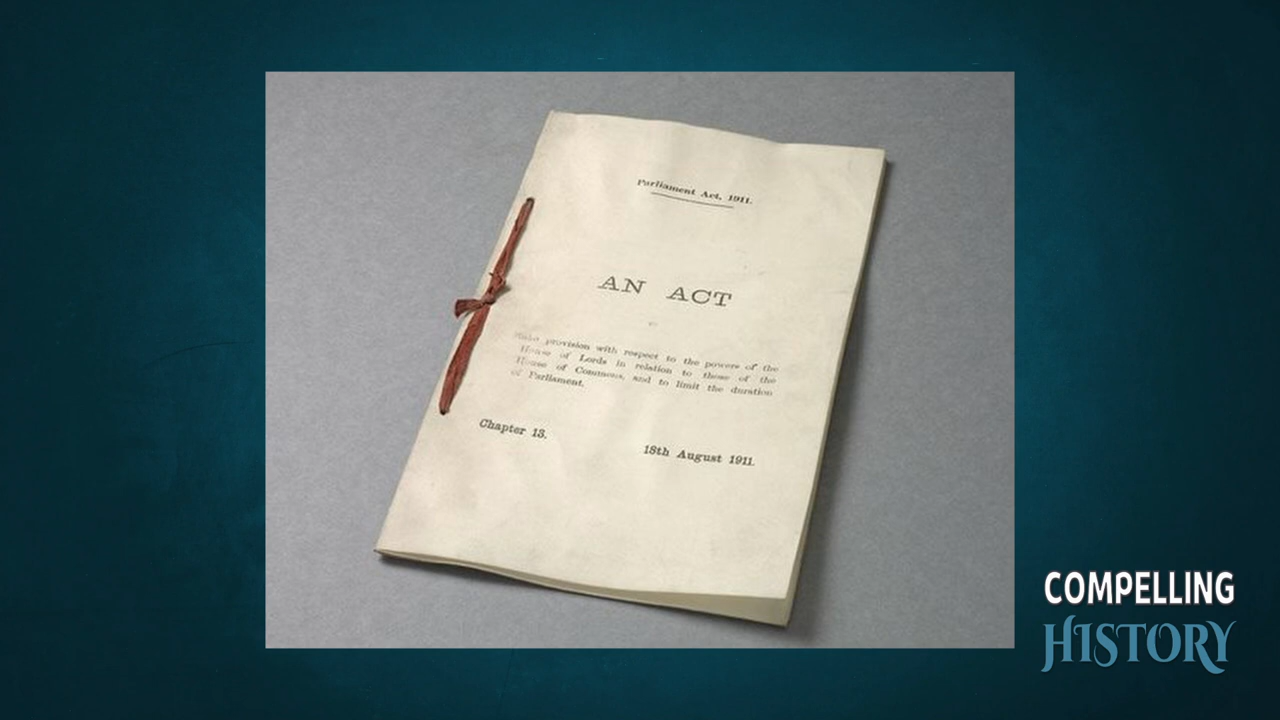 Parliament Act, 1911.
AN ACT
TO
Make provision with respect to the powers of the
House of Lords in relation to those of the
House of Commons, and to limit the duration
of Parliament.
Chapter 13.
18th August 1911.
COMPELLING
HISTORY